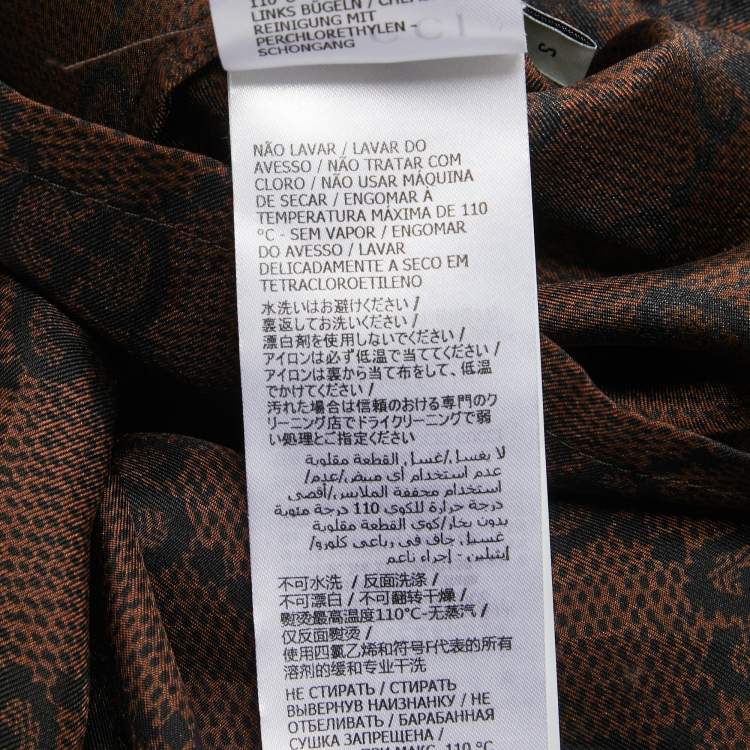 LINKS BÜGELN /
REINIGUNG MIT
PERCHLORETHYLEN -
SCHONGANG
S
NÃO LAVAR / LAVAR DO
AVESSO / NÃO TRATAR COM
CLORO / NÃO USAR MÁQUINA
DE SECAR / ENGOMAR À
TEMPERATURA MÁXIMA DE 110
°C - SEM VAPOR / ENGOMAR
DO AVESSO / LAVAR
DELICADAMENTE A SECO EM
TETRACLOROETILENO
水洗いはお避けください /
裏返してお洗いください /
漂白剤を使用しないでください /
アイロンは必ず低温で当ててください /
アイロンは裏から当て布をして、低温
でかけてください /
汚れた場合は信頼のおける専門のク
リーニング店でドライクリーニングで弱
い処理とご指定ください
لا يغسل/غسل القطعة مقلوبة
عدم استخدام أي مبيض/عدم/
استخدام مجففة الملابس/أقصى
درجة حرارة للكوي 110 درجة مئوية
بدون بخار/كوي القطعة مقلوبة
غسيل جاف في رباعي كلورو/
إيثيلين - إجراء ناعم
不可水洗 / 反面洗涤 /
不可漂白 / 不可翻转干燥 /
熨烫最高温度110°C-无蒸汽 /
仅反面熨烫 /
使用四氯乙烯和符号F代表的所有
溶剂的缓和专业干洗
НЕ СТИРАТЬ / СТИРАТЬ
ВЫВЕРНУВ НАИЗНАНКУ / НЕ
ОТБЕЛИВАТЬ / БАРАБАННАЯ
СУШКА ЗАПРЕЩЕНА /
ПРИ МАКС. 110 °C